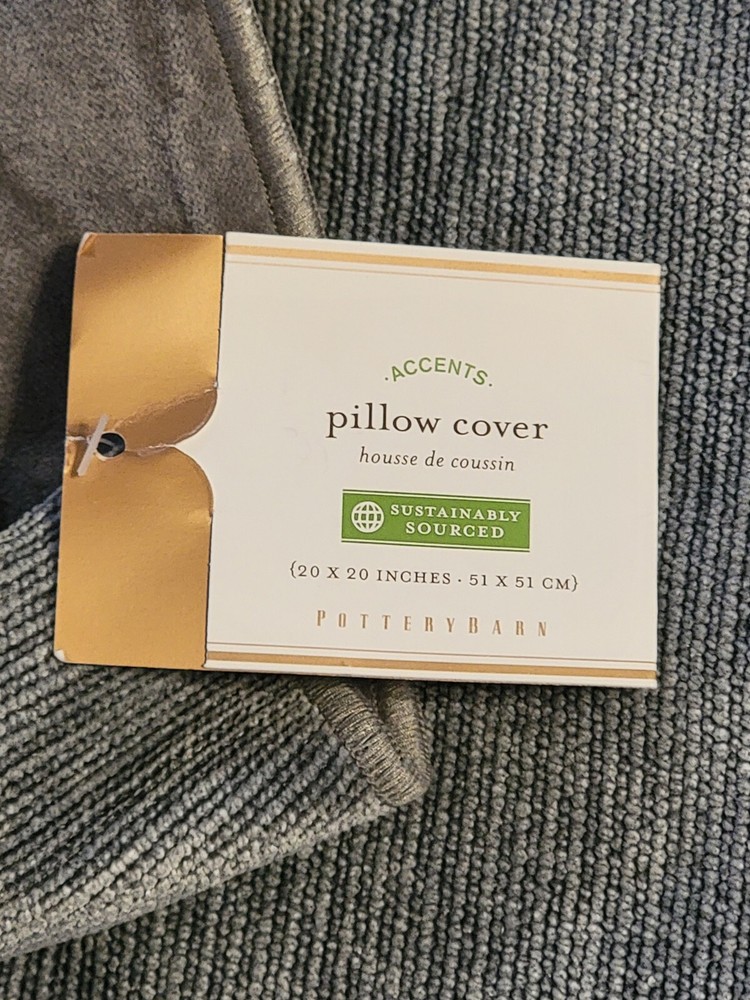 ·ACCENTS·
pillow cover
housse de coussin
SUSTAINABLY
SOURCED
{20 X 20 INCHES · 51 X 51 CM}
POTTERYBARN